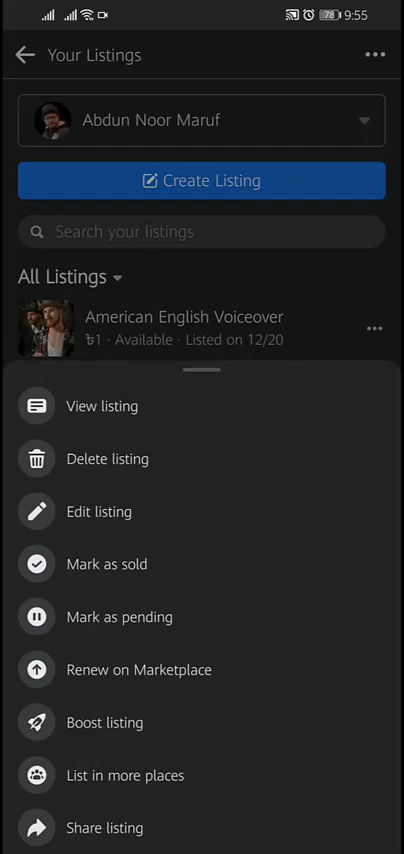 78 9:55
Your Listings
Abdun Noor Maruf
Create Listing
Search your listings
All Listings
American English Voiceover
৳1 · Available · Listed on 12/20
View listing
Delete listing
Edit listing
Mark as sold
Mark as pending
Renew on Marketplace
Boost listing
List in more places
Share listing